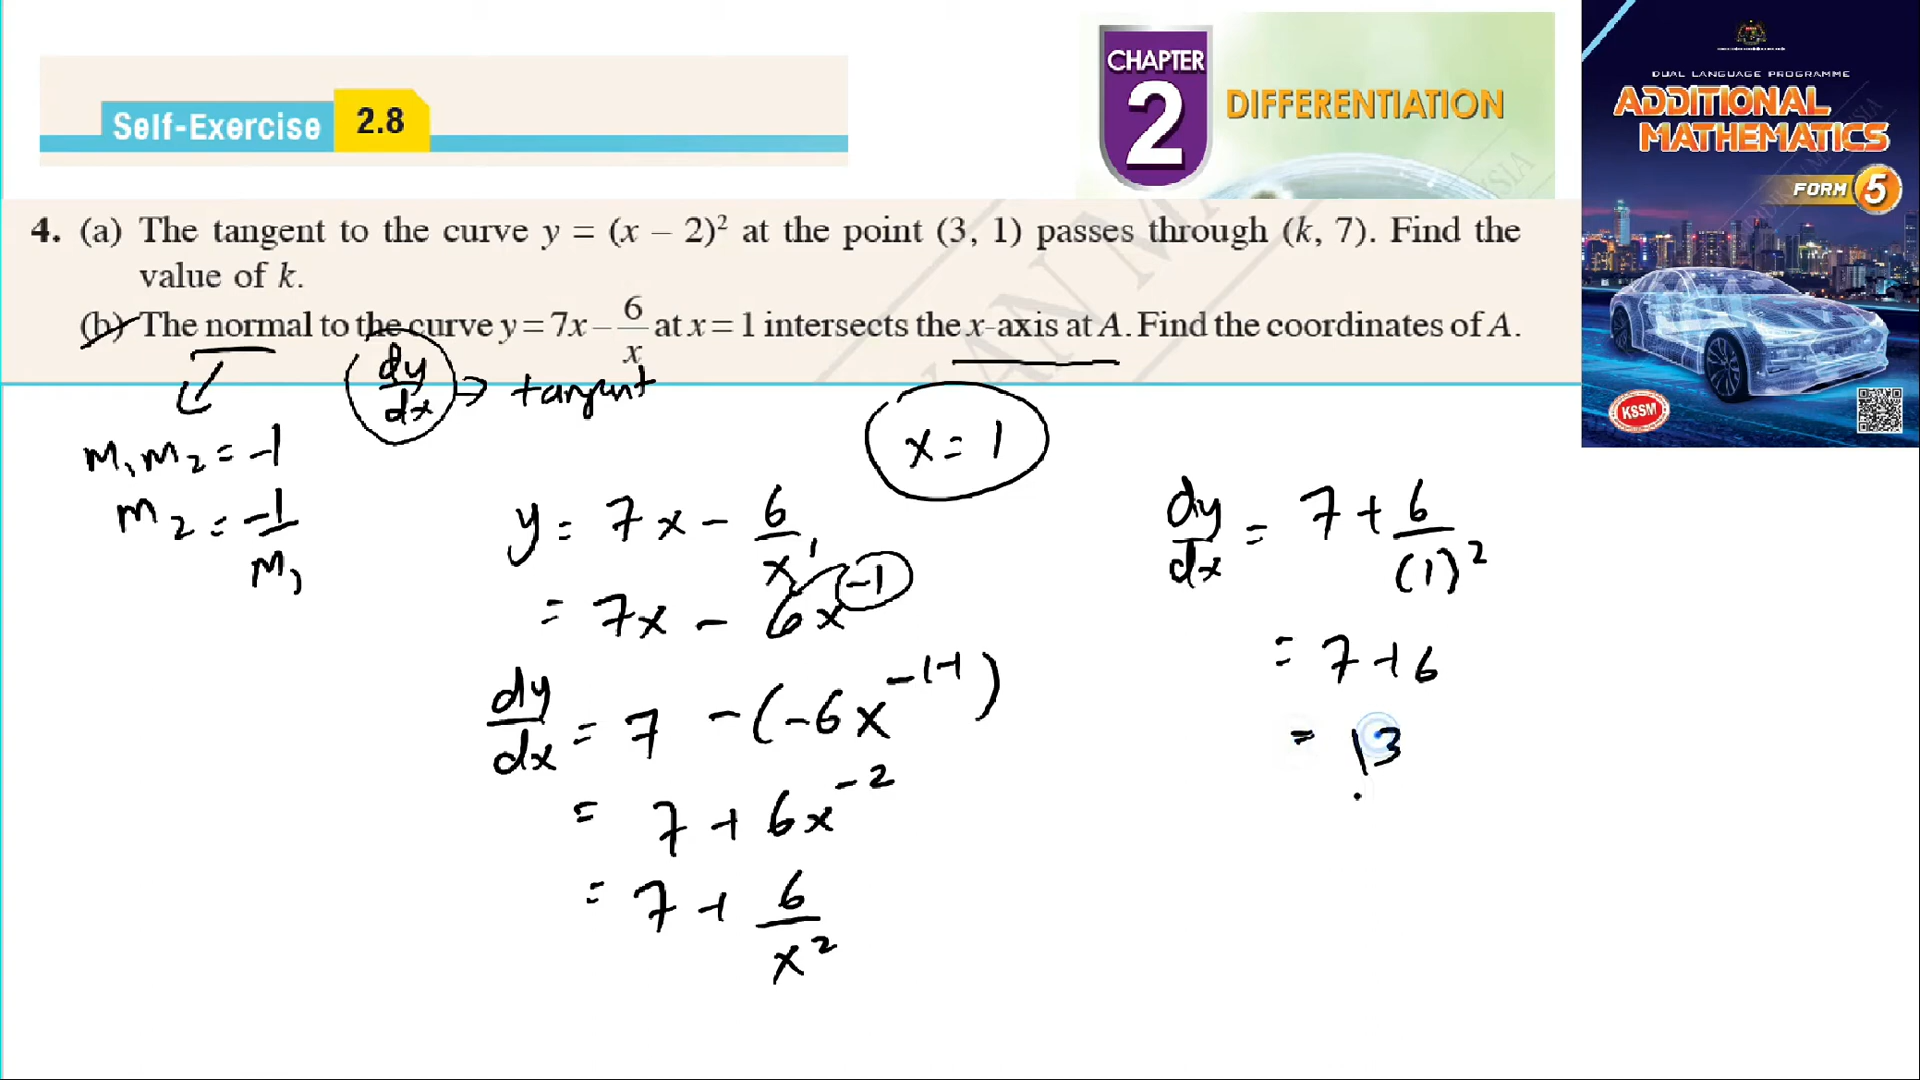 CHAPTER
2
DIFFERENTIATION
DUAL LANGUAGE PROGRAMME
ADDITIONAL
MATHEMATICS
FORM 5
KSSM
Self-Exercise 2.8
4. (a) The tangent to the curve y = (x – 2)² at the point (3, 1) passes through (k, 7). Find the
value of k.
(b) The normal to the curve y = 7x – 6/x at x = 1 intersects the x-axis at A. Find the coordinates of A.
dy/dx → tangent
m₁m₂ = -1
m₂ = -1/m₁
x = 1
y = 7x - 6/x¹
= 7x - 6x⁻¹
dy/dx = 7 - (-6x⁻¹⁻¹)
= 7 + 6x⁻²
= 7 + 6/x²
dy/dx = 7 + 6/(1)²
= 7 + 6
= 13